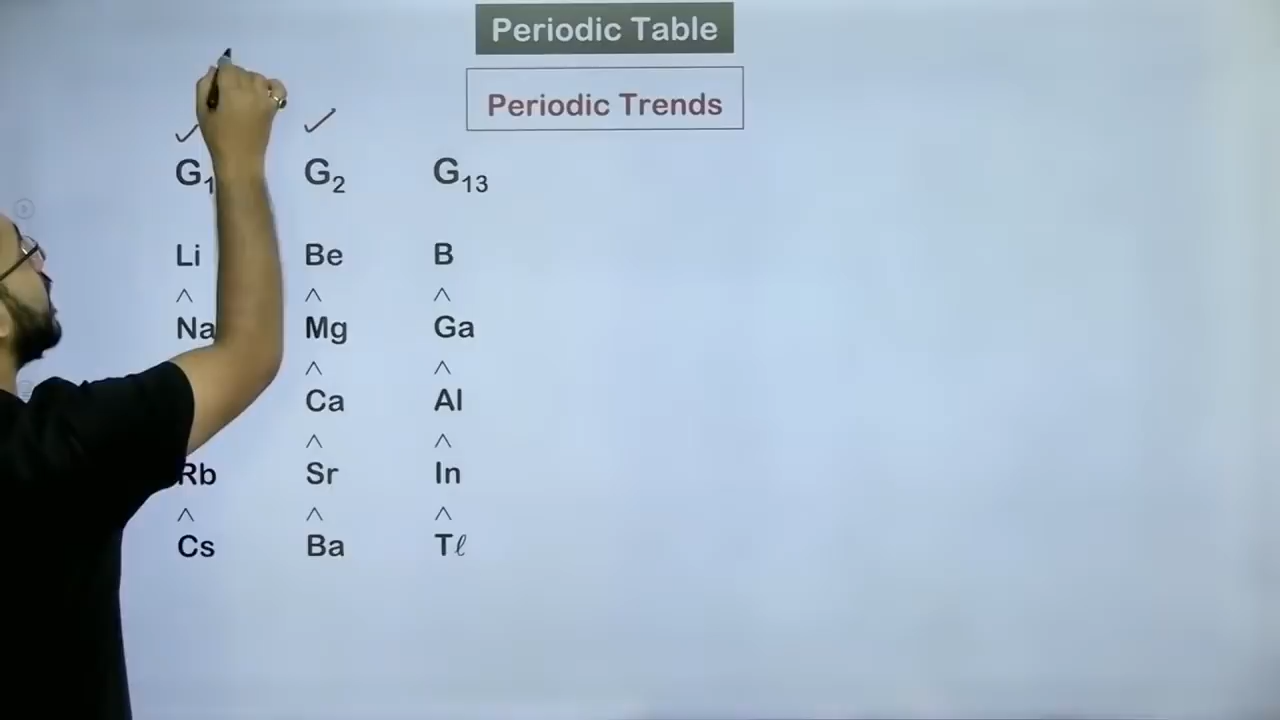 Periodic Table
Periodic Trends
G₁ G₂ G₁₃
Li Be B
^ ^ ^
Na Mg Ga
^ ^
Ca Al
^ ^
Rb Sr In
^ ^ ^
Cs Ba Tℓ